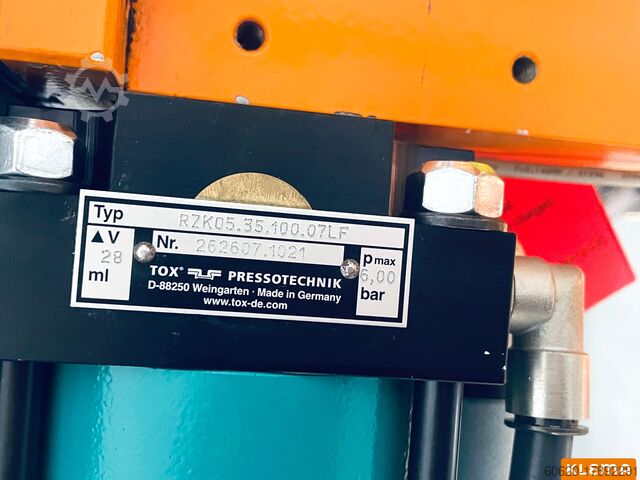 Typ RZK05.35.100.07LF
▲V Nr. 262607.1021 pmax
28 6,00
ml TOX® PRESSOTECHNIK bar
D-88250 Weingarten · Made in Germany
www.tox-de.com
KLEMA